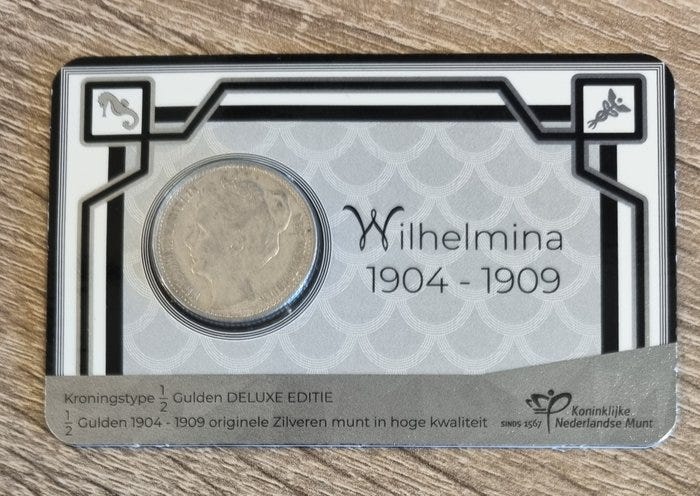 Wilhelmina
1904 - 1909
Kroningstype ½ Gulden DELUXE EDITIE
½ Gulden 1904 - 1909 originele Zilveren munt in hoge kwaliteit
SINDS 1567
Koninklijke
Nederlandse Munt